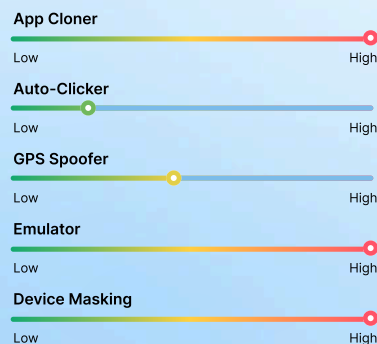 App Cloner
Low High
Auto-Clicker
Low High
GPS Spoofer
Low High
Emulator
Low High
Device Masking
Low High